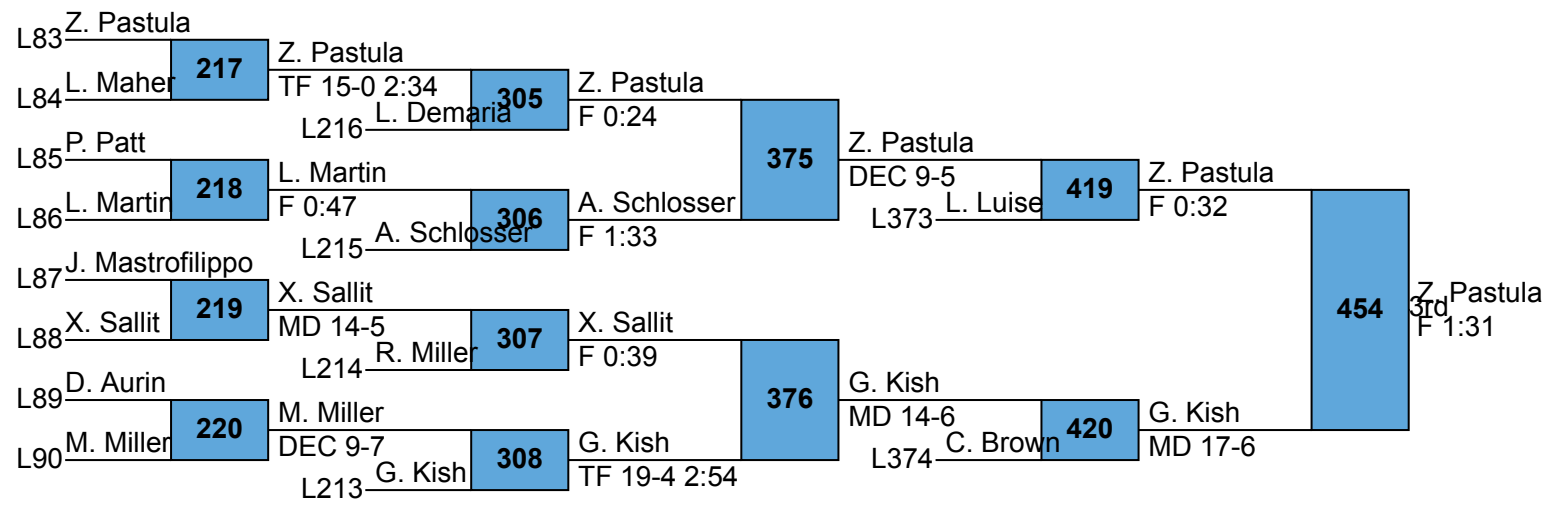 Z. Pastula
L83
217
Z. Pastula
L. Maher
L84
TF 15-0 2:34
305
Z. Pastula
L. Demaria
L216
F 0:24
P. Patt
L85
375
Z. Pastula
DEC 9-5
218
L. Martin
L. Martin
L86
F 0:47
306
A. Schlosser
A. Schlosser
L215
F 1:33
419
Z. Pastula
L. Luise
L373
F 0:32
J. Mastrofilippo
L87
219
X. Sallit
X. Sallit
L88
MD 14-5
307
X. Sallit
R. Miller
L214
F 0:39
454
3rd
Z. Pastula
F 1:31
D. Aurin
L89
376
G. Kish
MD 14-6
220
M. Miller
M. Miller
L90
DEC 9-7
308
G. Kish
G. Kish
L213
TF 19-4 2:54
420
G. Kish
C. Brown
L374
MD 17-6